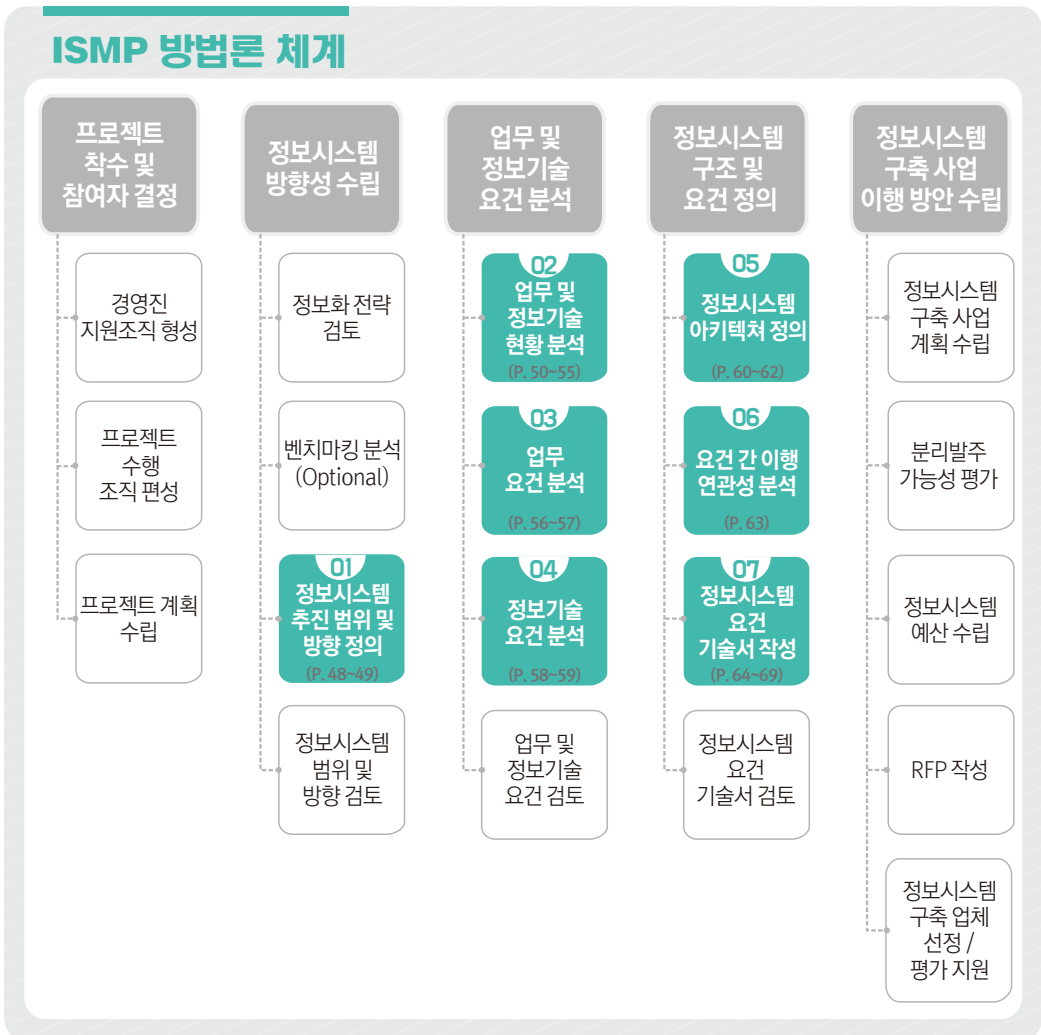 ISMP 방법론 체계
프로젝트
착수 및
참여자 결정
경영진
지원조직 형성
프로젝트
수행
조직 편성
프로젝트 계획
수립
정보시스템
방향성 수립
정보화 전략
검토
벤치마킹 분석
(Optional)
01
정보시스템
추진 범위 및
방향 정의
(P. 48~49)
정보시스템
범위 및
방향 검토
업무 및
정보기술
요건 분석
02
업무 및
정보기술
현황 분석
(P. 50~55)
03
업무
요건 분석
(P. 56~57)
04
정보기술
요건 분석
(P. 58~59)
업무 및
정보기술
요건 검토
정보시스템
구조 및
요건 정의
05
정보시스템
아키텍쳐 정의
(P. 60~62)
06
요건 간 이행
연관성 분석
(P. 63)
07
정보시스템
요건
기술서 작성
(P. 64~69)
정보시스템
요건
기술서 검토
정보시스템
구축 사업
이행 방안 수립
정보시스템
구축 사업
계획 수립
분리발주
가능성 평가
정보시스템
예산 수립
RFP 작성
정보시스템
구축 업체
선정 /
평가 지원